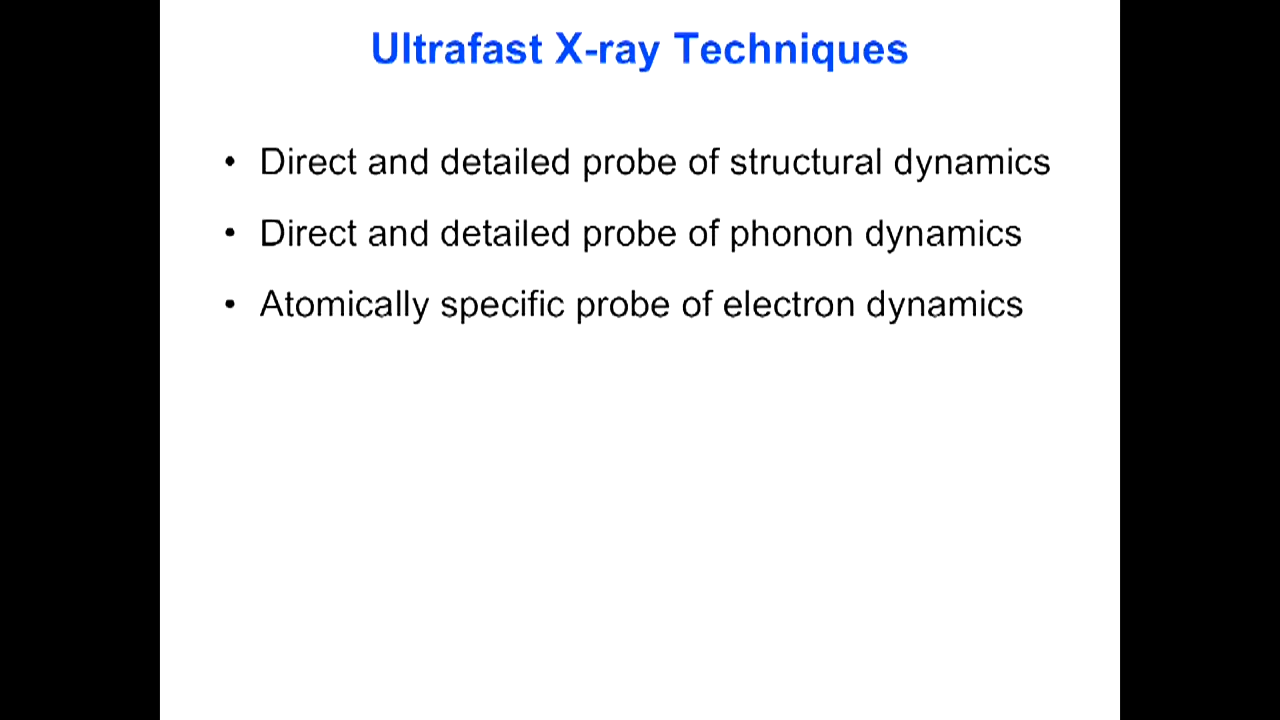 Ultrafast X-ray Techniques
• Direct and detailed probe of structural dynamics
• Direct and detailed probe of phonon dynamics
• Atomically specific probe of electron dynamics